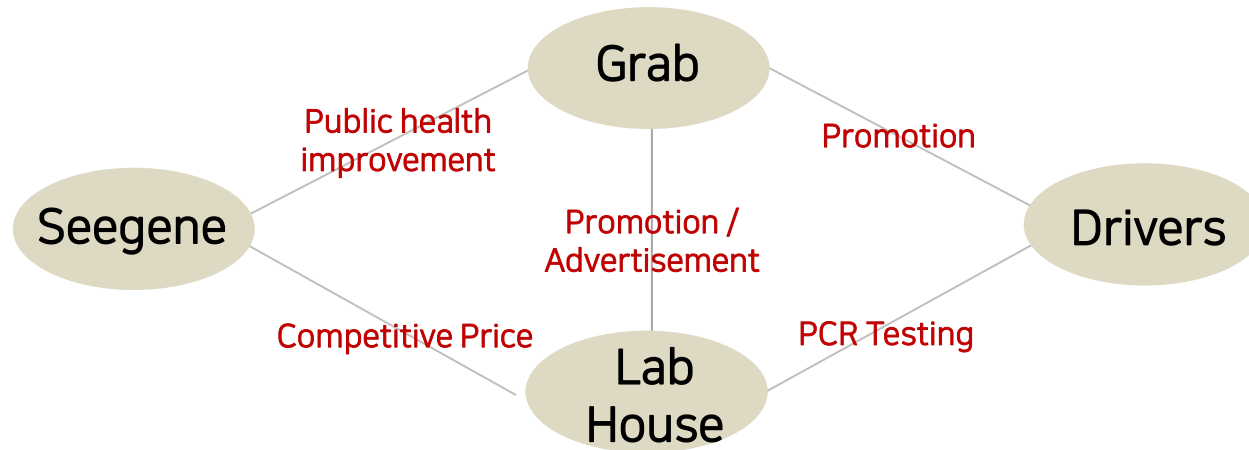 Grab
Public health
improvement
Promotion
Seegene
Promotion /
Advertisement
Drivers
Competitive Price
PCR Testing
Lab
House